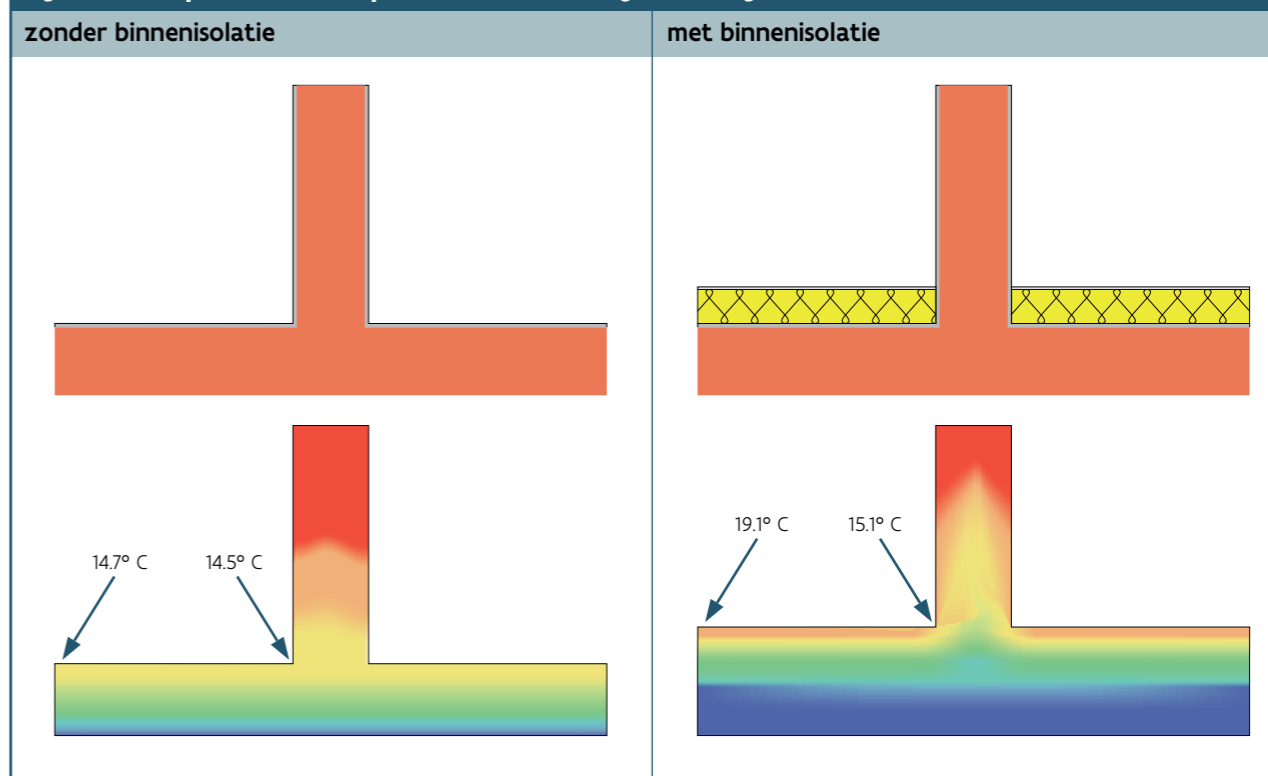 zonder binnenisolatie
met binnenisolatie
14.7° C
14.5° C
19.1° C
15.1° C